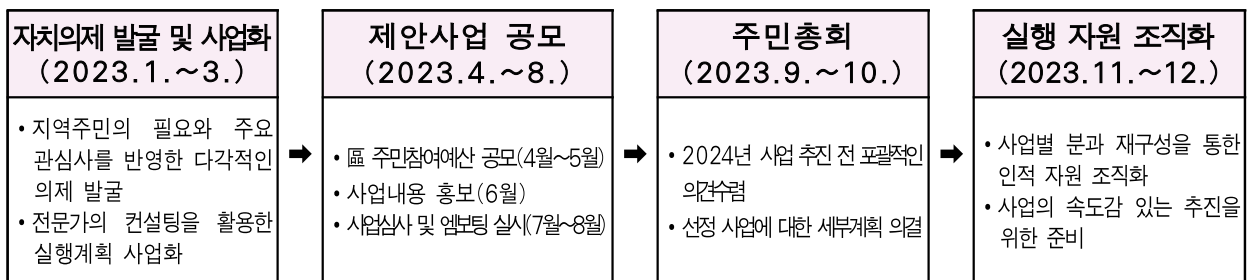 자치의제 발굴 및 사업화
(2023.1.~3.)
• 지역주민의 필요와 주요
관심사를 반영한 다각적인
의제 발굴
• 전문가의 컨설팅을 활용한
실행계획 사업화
➡
제안사업 공모
(2023.4.~8.)
• 區 주민참여예산 공모(4월~5월)
• 사업내용 홍보(6월)
• 사업심사 및 엠보팅 실시(7월~8월)
➡
주민총회
(2023.9.~10.)
• 2024년 사업 추진 전 포괄적인
의견수렴
• 선정 사업에 대한 세부계획 의결
➡
실행 자원 조직화
(2023.11.~12.)
• 사업별 분과 재구성을 통한
인적 자원 조직화
• 사업의 속도감 있는 추진을
위한 준비